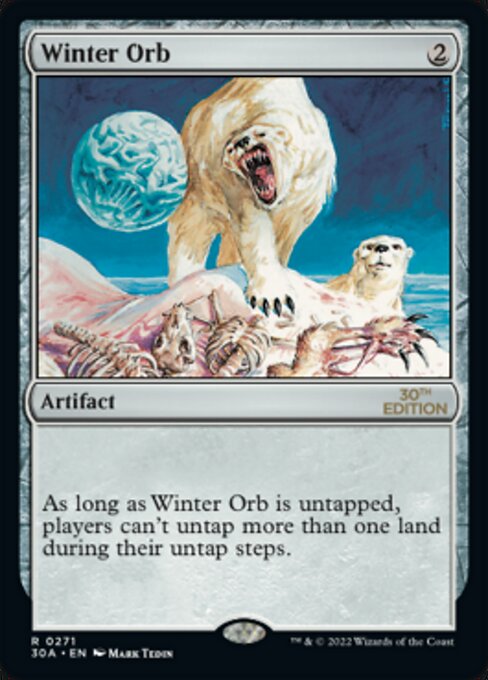 Winter Orb 2
Artifact
30TH
EDITION
As long as Winter Orb is untapped,
players can't untap more than one land
during their untap steps.
R 0271
30A • EN Mark Tedin
™ & © 2022 Wizards of the Coast